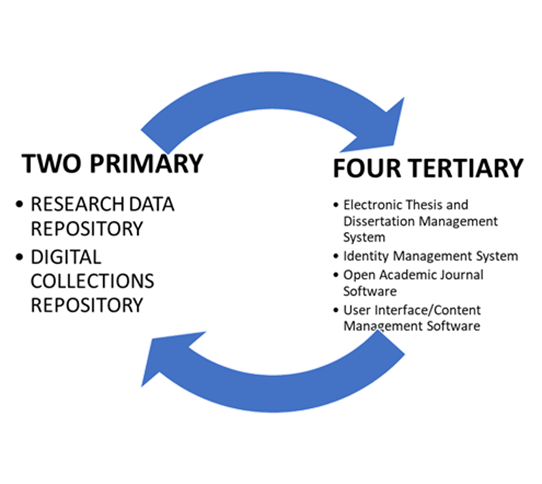 TWO PRIMARY
• RESEARCH DATA
REPOSITORY
• DIGITAL
COLLECTIONS
REPOSITORY
FOUR TERTIARY
• Electronic Thesis and
Dissertation Management
System
• Identity Management System
• Open Academic Journal
Software
• User Interface/Content
Management Software